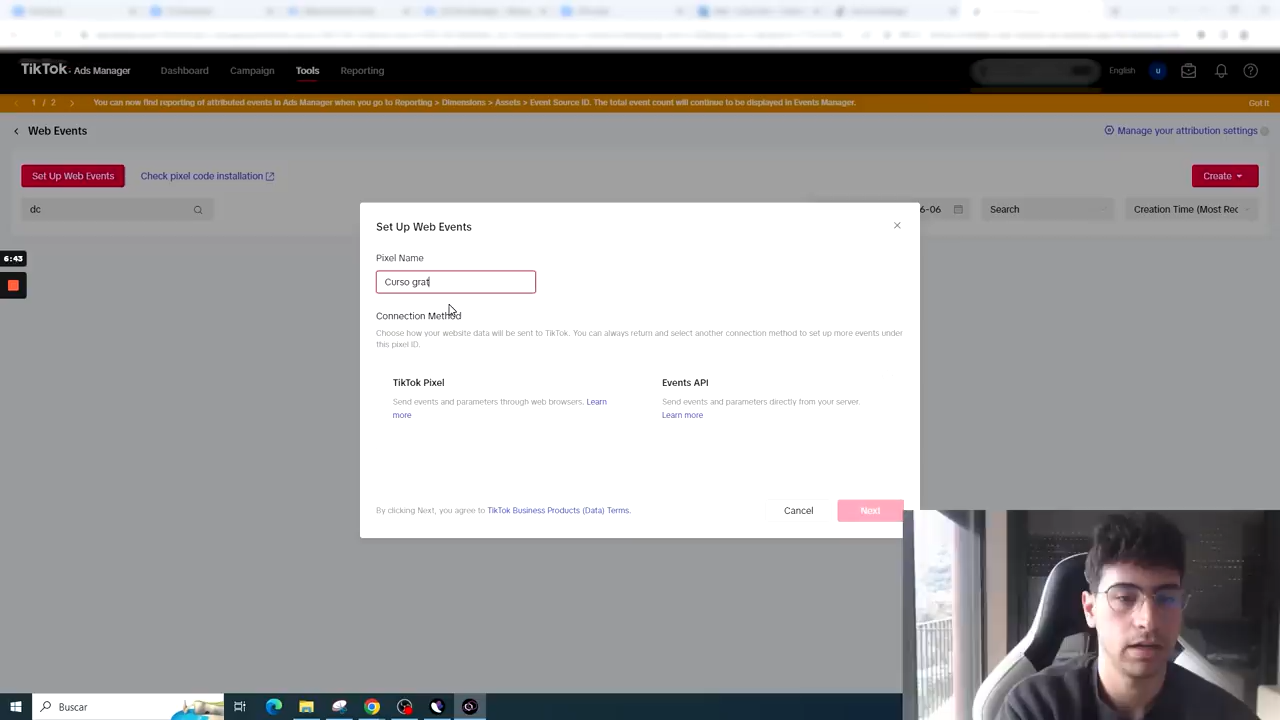 TikTok: Ads Manager
Dashboard
Campaign
Tools
Reporting
English
U
1 / 2
You can now find reporting of attributed events in Ads Manager when you go to Reporting > Dimensions > Assets > Event Source ID. The total event count will continue to be displayed in Events Manager.
Got it
Web Events
Manage your attribution settings
Set Up Web Events
Check pixel code installation
Create
dc
6-06
Search
Creation Time (Most Rec
6:43
Set Up Web Events
Pixel Name
Curso grat
Connection Method
Choose how your website data will be sent to TikTok. You can always return and select another connection method to set up more events under
this pixel ID.
TikTok Pixel
Send events and parameters through web browsers. Learn
more
Events API
Send events and parameters directly from your server.
Learn more
By clicking Next, you agree to TikTok Business Products (Data) Terms.
Cancel
Next
Buscar